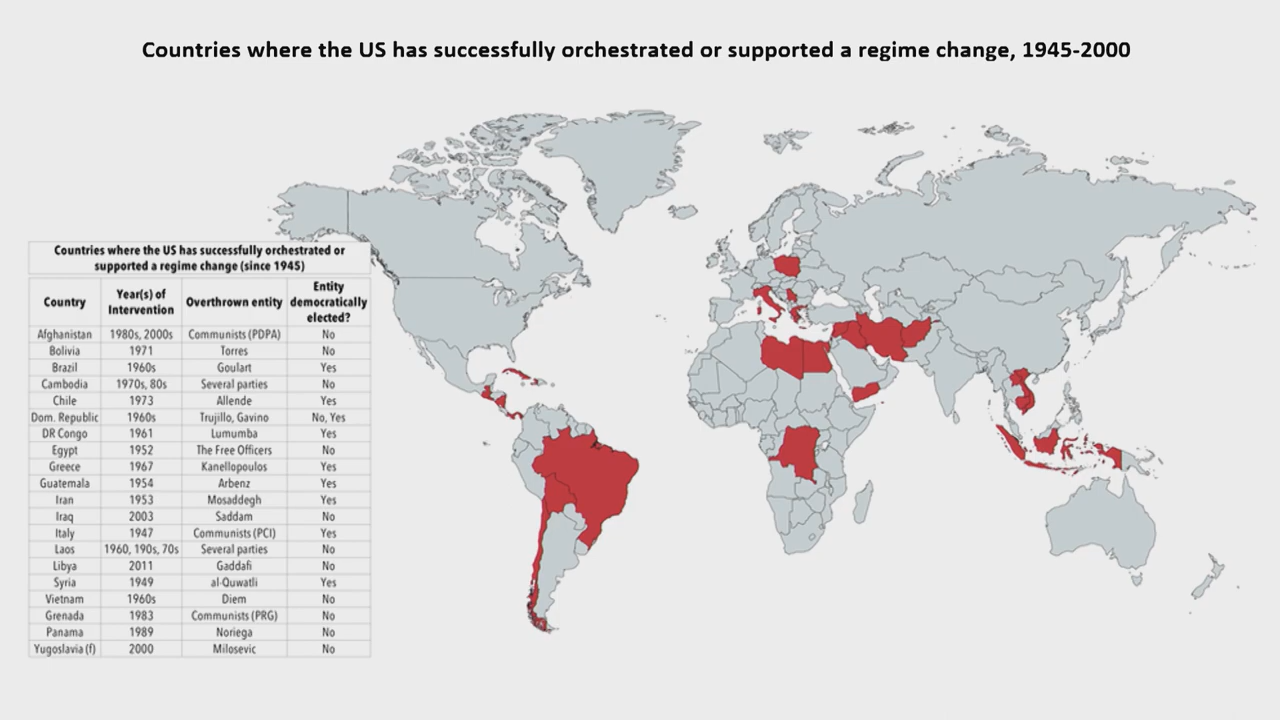 Countries where the US has successfully orchestrated or supported a regime change, 1945-2000
Countries where the US has successfully orchestrated or
supported a regime change (since 1945)
Country Year(s) of Intervention Overthrown entity Entity democratically elected?
Afghanistan 1980s, 2000s Communists (PDPA) No
Bolivia 1971 Torres No
Brazil 1960s Goulart Yes
Cambodia 1970s, 80s Several parties No
Chile 1973 Allende Yes
Dom. Republic 1960s Trujillo, Gavino No, Yes
DR Congo 1961 Lumumba Yes
Egypt 1952 The Free Officers No
Greece 1967 Kanellopoulos Yes
Guatemala 1954 Arbenz Yes
Iran 1953 Mosaddegh Yes
Iraq 2003 Saddam No
Italy 1947 Communists (PCI) Yes
Laos 1960, 190s, 70s Several parties No
Libya 2011 Gaddafi No
Syria 1949 al-Quwatli Yes
Vietnam 1960s Diem No
Grenada 1983 Communists (PRG) No
Panama 1989 Noriega No
Yugoslavia (f) 2000 Milosevic No